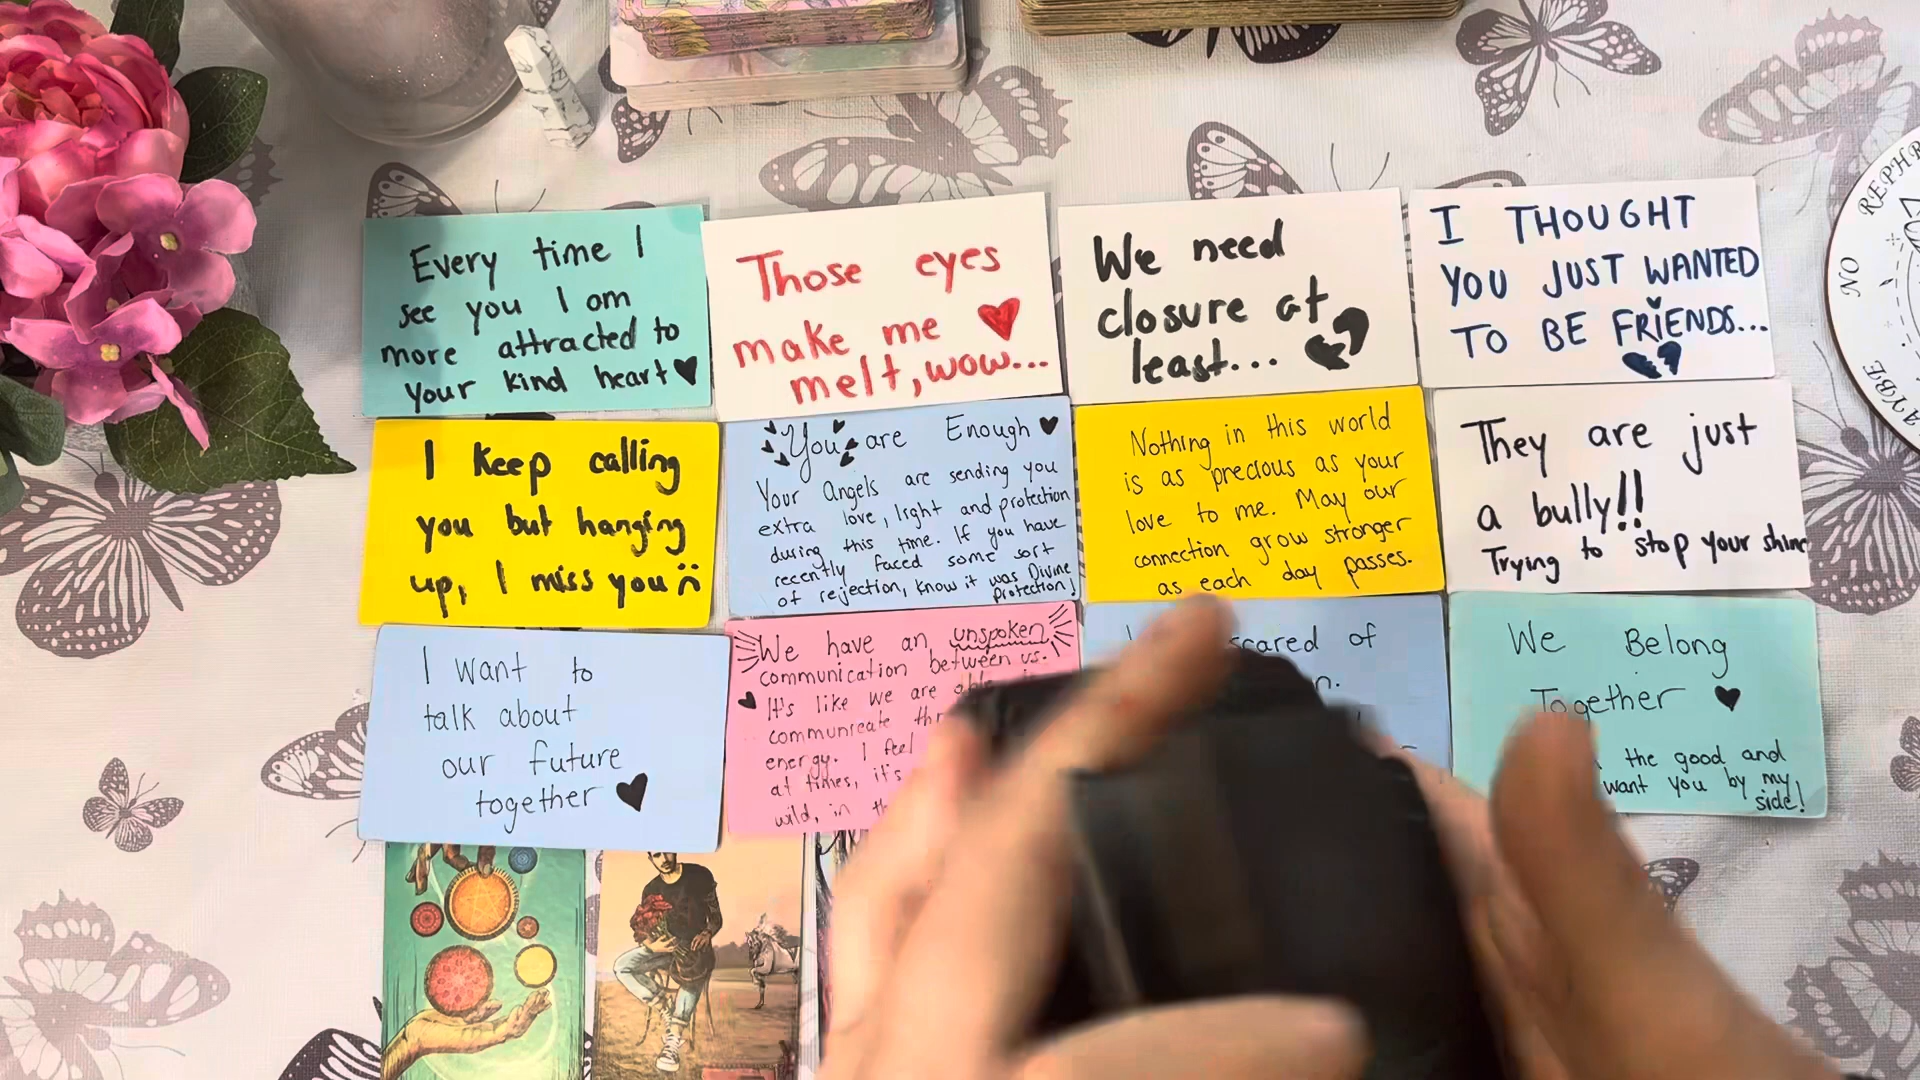 Every time I
see you I am
more attracted to
your kind heart
Those eyes
make me
melt, wow...
We need
closure at
least...
I THOUGHT
YOU JUST WANTED
TO BE FRIENDS...
NO
REPHR
I keep calling
you but hanging
up, I miss you
You are Enough
Your Angels are sending you
extra love, light and protection
during this time. If you have
recently faced some sort
of rejection, know it was Divine
protection!
Nothing in this world
is as precious as your
love to me. May our
connection grow stronger
as each day passes.
They are just
a bully!!
Trying to stop your shine
AYBE
I want to
talk about
our future
together
We have an unspoken
communication between us.
It's like we are
communicate
energy. I feel
at times, it's
wild, in
scared of
We Belong
Together
the good and
want you by my
side!